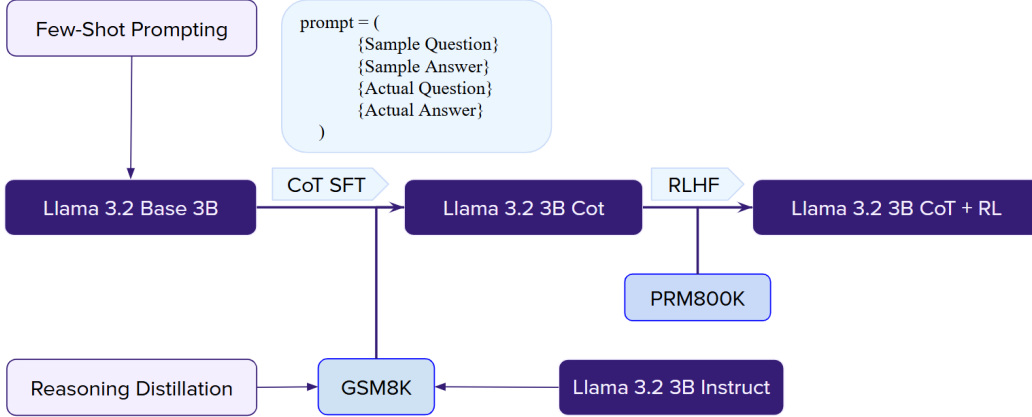 Few-Shot Prompting
prompt = (
{Sample Question}
{Sample Answer}
{Actual Question}
{Actual Answer}
)
Llama 3.2 Base 3B
CoT SFT
Llama 3.2 3B Cot
RLHF
Llama 3.2 3B CoT + RL
PRM800K
Reasoning Distillation
GSM8K
Llama 3.2 3B Instruct